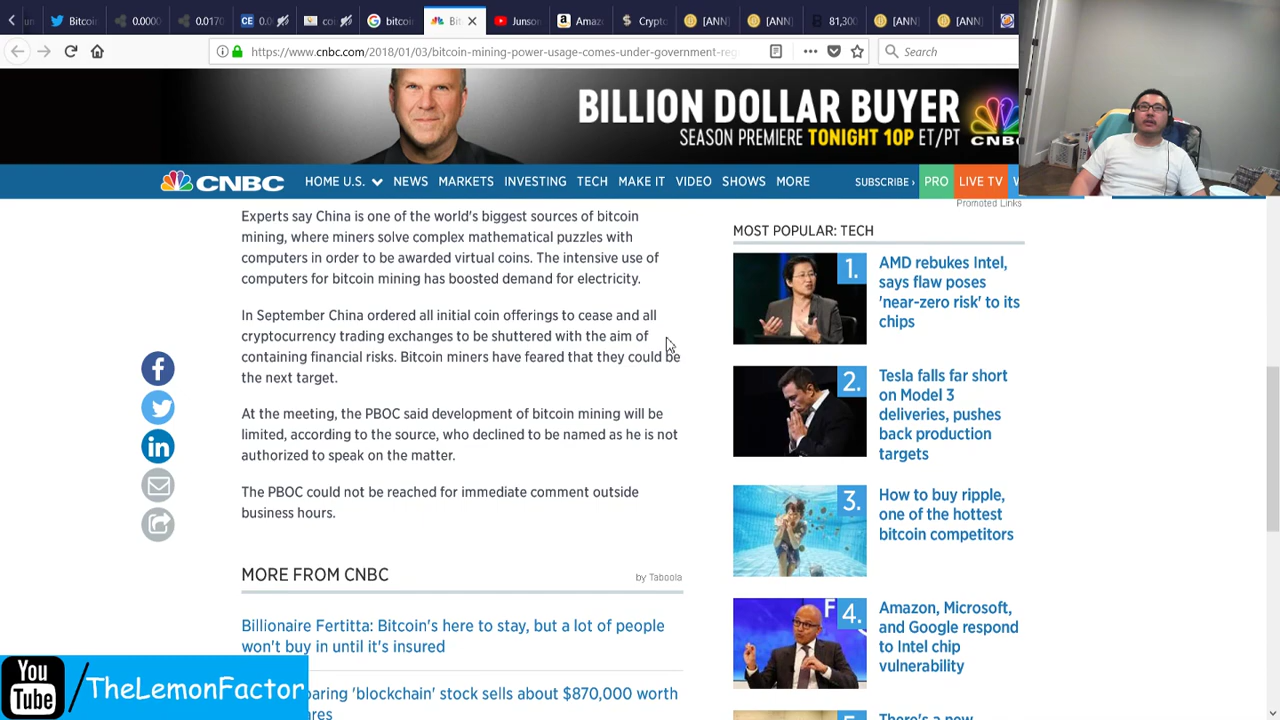 Bitcoin
0.0000
0.0170
CE 0.0
co
bitcoi
Bit
Junson
Amaz
Crypto
[ANN]
[ANN]
81,300
[ANN]
[ANN]
https://www.cnbc.com/2018/01/03/bitcoin-mining-power-usage-comes-under-government-reg
Search
BILLION DOLLAR BUYER
SEASON PREMIERE TONIGHT 10P ET/PT
CNB
CNBC
HOME U.S.
NEWS
MARKETS
INVESTING
TECH
MAKE IT
VIDEO
SHOWS
MORE
SUBSCRIBE ›
PRO
LIVE TV
Promoted Links
Experts say China is one of the world's biggest sources of bitcoin
mining, where miners solve complex mathematical puzzles with
computers in order to be awarded virtual coins. The intensive use of
computers for bitcoin mining has boosted demand for electricity.
In September China ordered all initial coin offerings to cease and all
cryptocurrency trading exchanges to be shuttered with the aim of
containing financial risks. Bitcoin miners have feared that they could be
the next target.
At the meeting, the PBOC said development of bitcoin mining will be
limited, according to the source, who declined to be named as he is not
authorized to speak on the matter.
The PBOC could not be reached for immediate comment outside
business hours.
MORE FROM CNBC
by Taboola
Billionaire Fertitta: Bitcoin's here to stay, but a lot of people
won't buy in until it's insured
aring 'blockchain' stock sells about $870,000 worth
res
MOST POPULAR: TECH
1.
AMD rebukes Intel,
says flaw poses
'near-zero risk' to its
chips
2.
Tesla falls far short
on Model 3
deliveries, pushes
back production
targets
3.
How to buy ripple,
one of the hottest
bitcoin competitors
4.
Amazon, Microsoft,
and Google respond
to Intel chip
vulnerability
There's a new
You
Tube
/TheLemonFactor